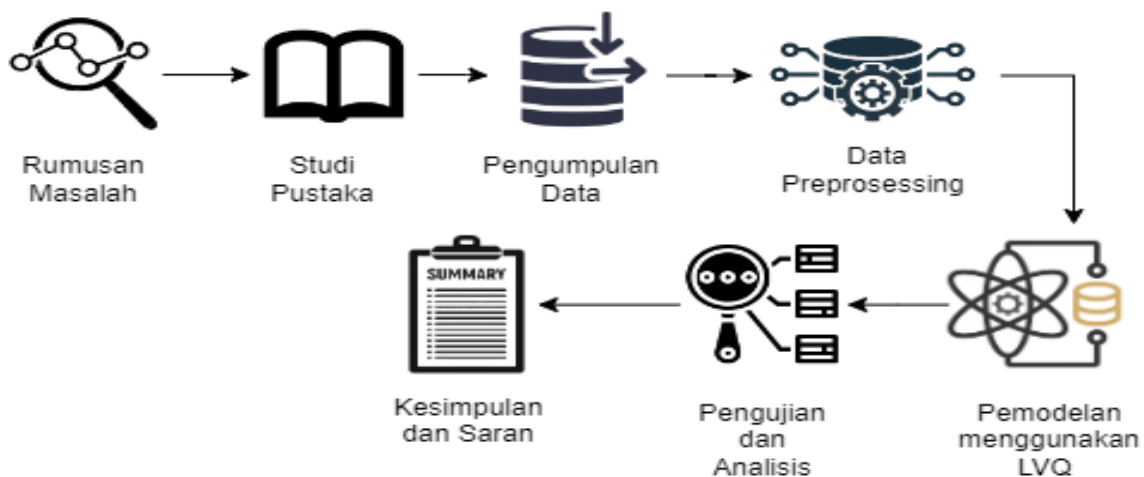 Rumusan
Masalah
Studi
Pustaka
Pengumpulan
Data
Data
Preprosessing
Pemodelan
menggunakan
LVQ
Pengujian
dan
Analisis
SUMMARY
Kesimpulan
dan Saran